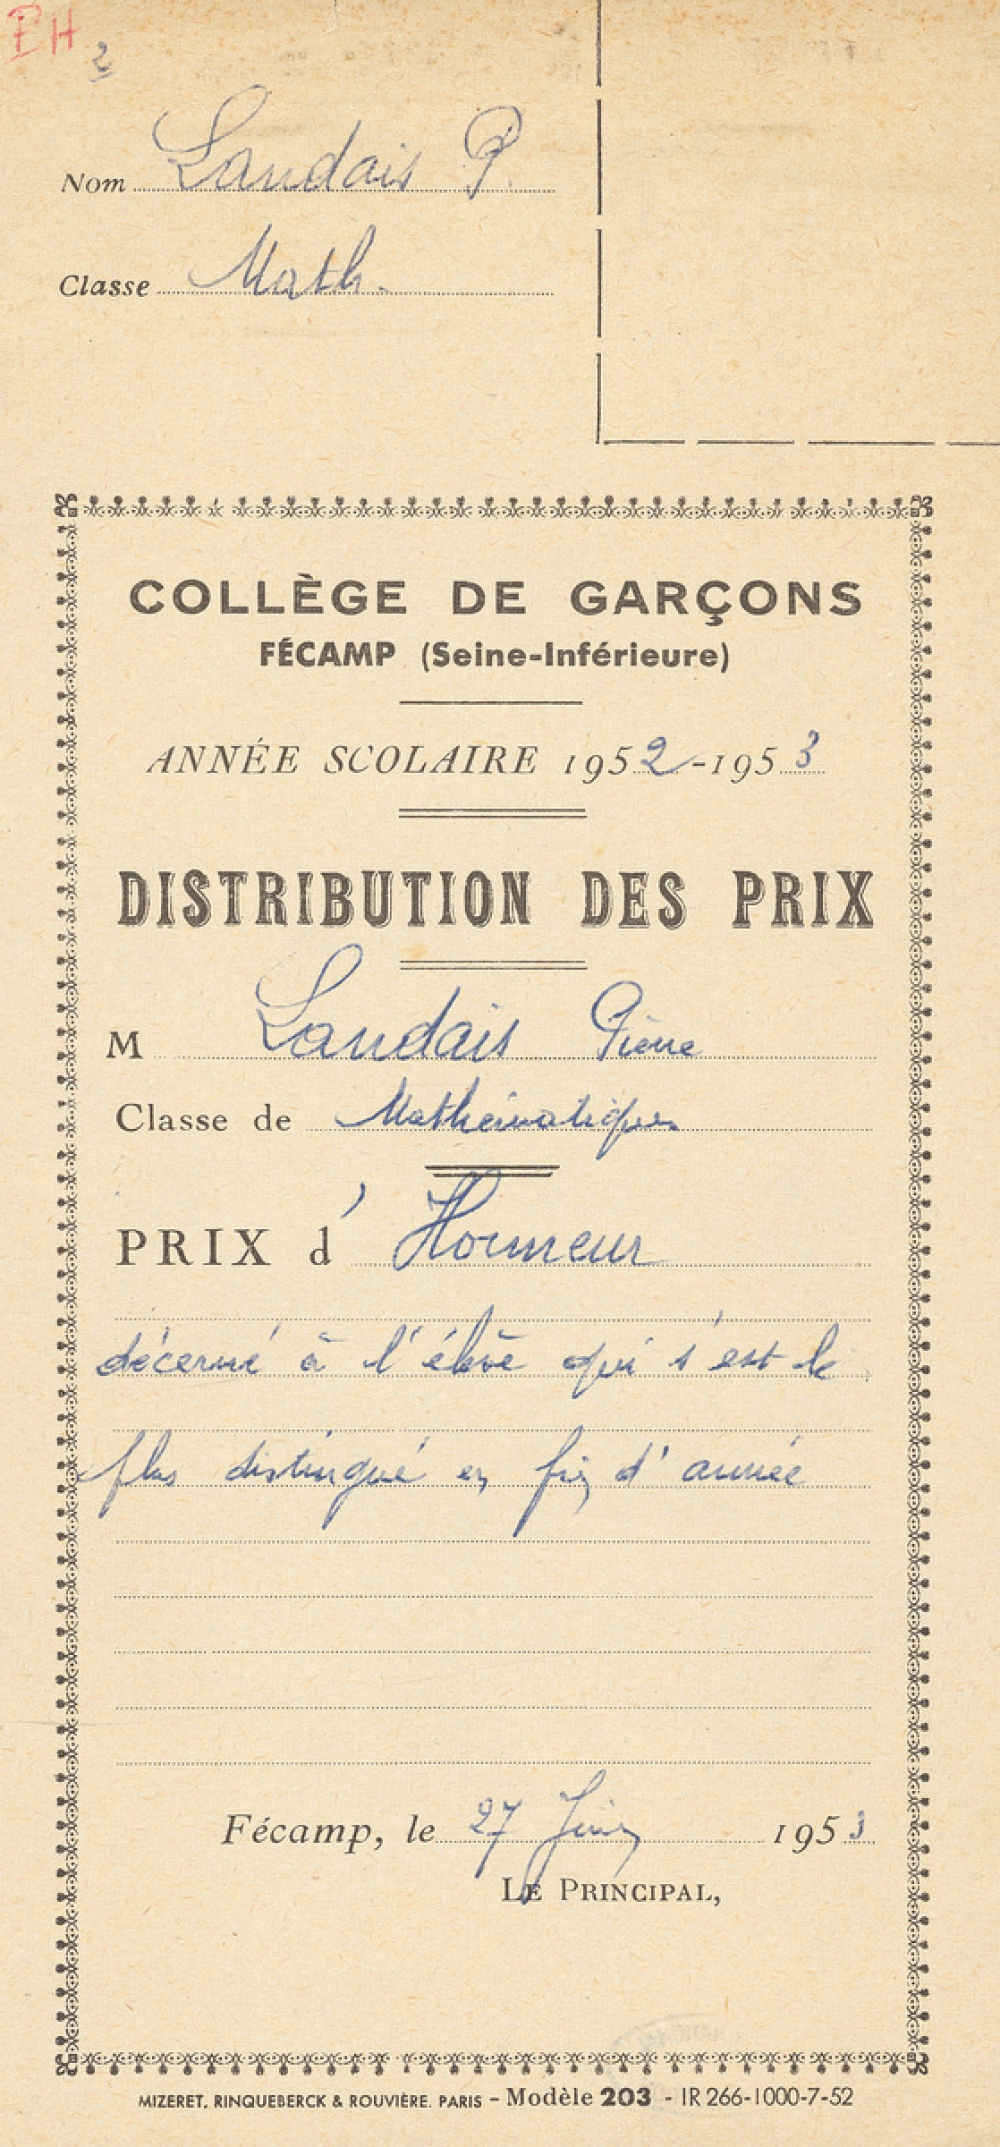 PH
2
Nom Landais P.
Classe Math.
COLLÈGE DE GARÇONS
FÉCAMP (Seine-Inférieure)
ANNÉE SCOLAIRE 1952-1953
DISTRIBUTION DES PRIX
M Landais Pierre
Classe de Mathématiques
PRIX d'Honneur
décerné à l'élève qui s'est le
plus distingué en fin d'année
Fécamp, le 27 Juin 1953
LE PRINCIPAL,
MIZERET, RINQUEBERCK & ROUVIÈRE. PARIS - Modèle 203 - IR 266-1000-7-52